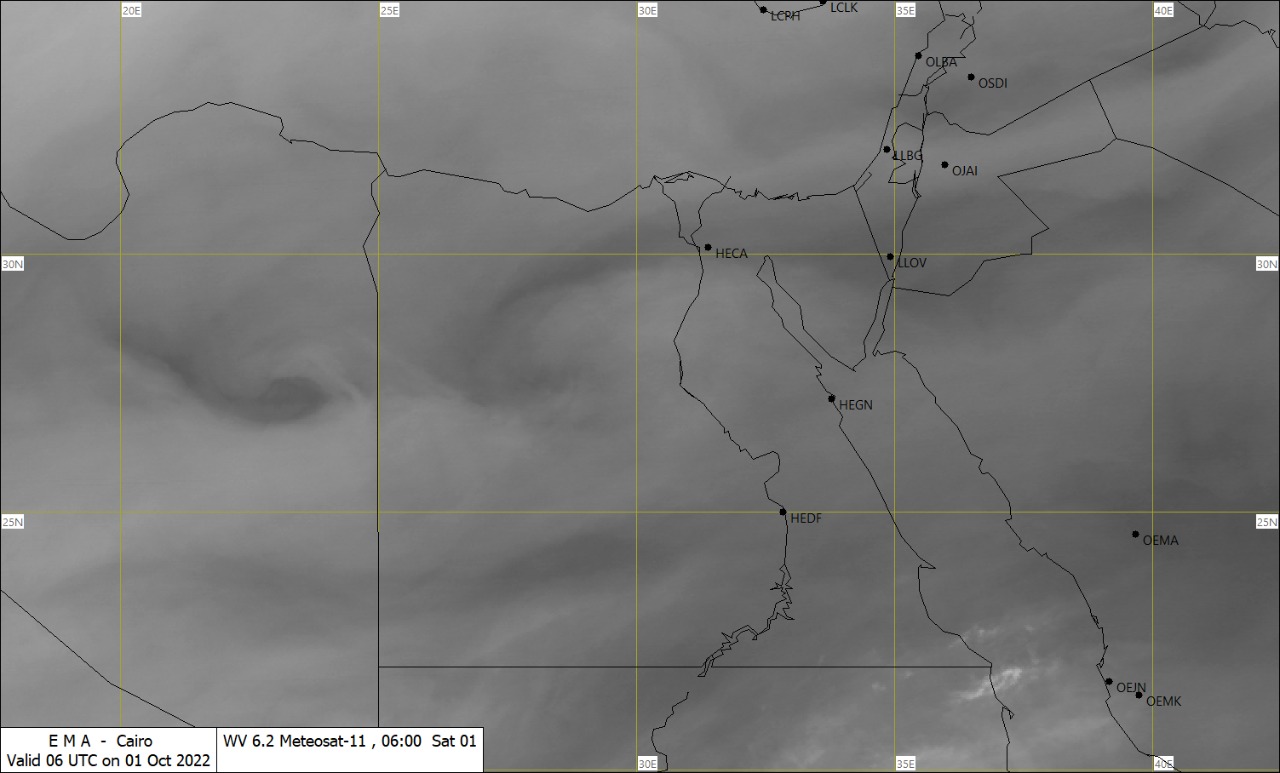 20E 25E 30E 35E 40E
LCPH LCLK
OLBA
OSDI
LLBG
OJAI
HECA
LLOV
30N 30N
HEGN
HEDF
25N 25N
OEMA
OEJN
OEMK
E M A - Cairo
Valid 06 UTC on 01 Oct 2022
WV 6.2 Meteosat-11 , 06:00 Sat 01
30E 35E 40E